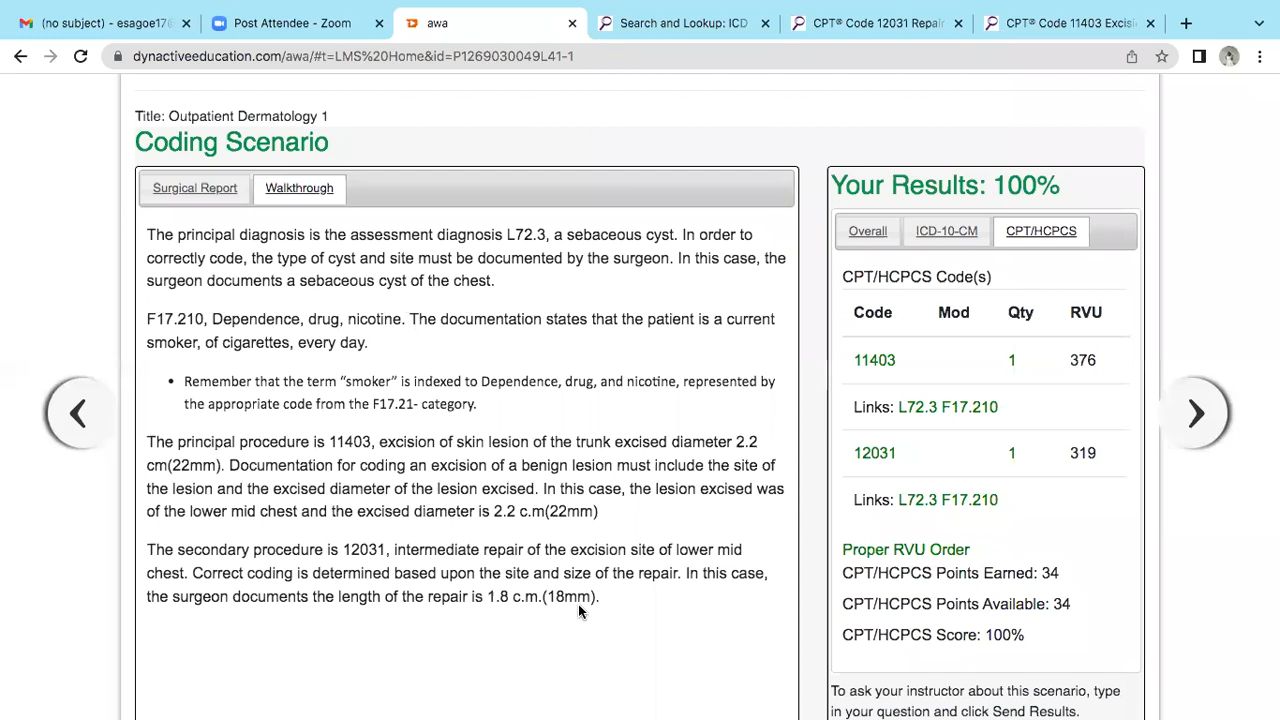 (no subject) - esagoe17@
Post Attendee - Zoom
awa
Search and Lookup: ICD
CPT® Code 12031 Repair
CPT® Code 11403 Excisi
dynactiveeducation.com/awa/#t=LMS%20Home&id=P1269030049L41-1
Title: Outpatient Dermatology 1
Coding Scenario
Surgical Report
Walkthrough
The principal diagnosis is the assessment diagnosis L72.3, a sebaceous cyst. In order to
correctly code, the type of cyst and site must be documented by the surgeon. In this case, the
surgeon documents a sebaceous cyst of the chest.
F17.210, Dependence, drug, nicotine. The documentation states that the patient is a current
smoker, of cigarettes, every day.
• Remember that the term “smoker” is indexed to Dependence, drug, and nicotine, represented by
the appropriate code from the F17.21- category.
The principal procedure is 11403, excision of skin lesion of the trunk excised diameter 2.2
cm(22mm). Documentation for coding an excision of a benign lesion must include the site of
the lesion and the excised diameter of the lesion excised. In this case, the lesion excised was
of the lower mid chest and the excised diameter is 2.2 c.m(22mm)
The secondary procedure is 12031, intermediate repair of the excision site of lower mid
chest. Correct coding is determined based upon the site and size of the repair. In this case,
the surgeon documents the length of the repair is 1.8 c.m.(18mm).
Your Results: 100%
Overall
ICD-10-CM
CPT/HCPCS
CPT/HCPCS Code(s)
Code Mod Qty RVU
11403 1 376
Links: L72.3 F17.210
12031 1 319
Links: L72.3 F17.210
Proper RVU Order
CPT/HCPCS Points Earned: 34
CPT/HCPCS Points Available: 34
CPT/HCPCS Score: 100%
To ask your instructor about this scenario, type
in your question and click Send Results.